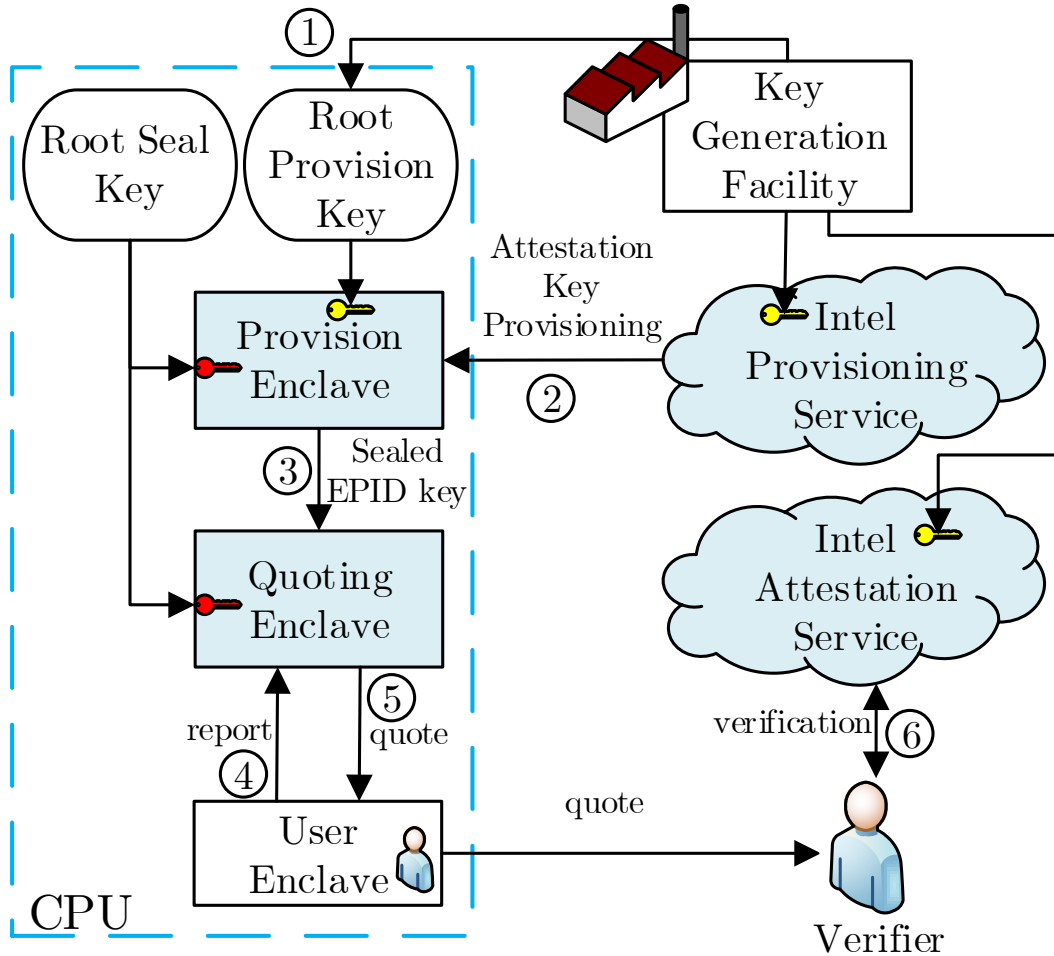 ①
Root Seal
Key
Root
Provision
Key
Key
Generation
Facility
Attestation
Key
Provisioning
②
Provision
Enclave
Intel
Provisioning
Service
③
Sealed
EPID key
Quoting
Enclave
Intel
Attestation
Service
report
④
⑤
quote
verification
⑥
User
Enclave
quote
CPU
Verifier